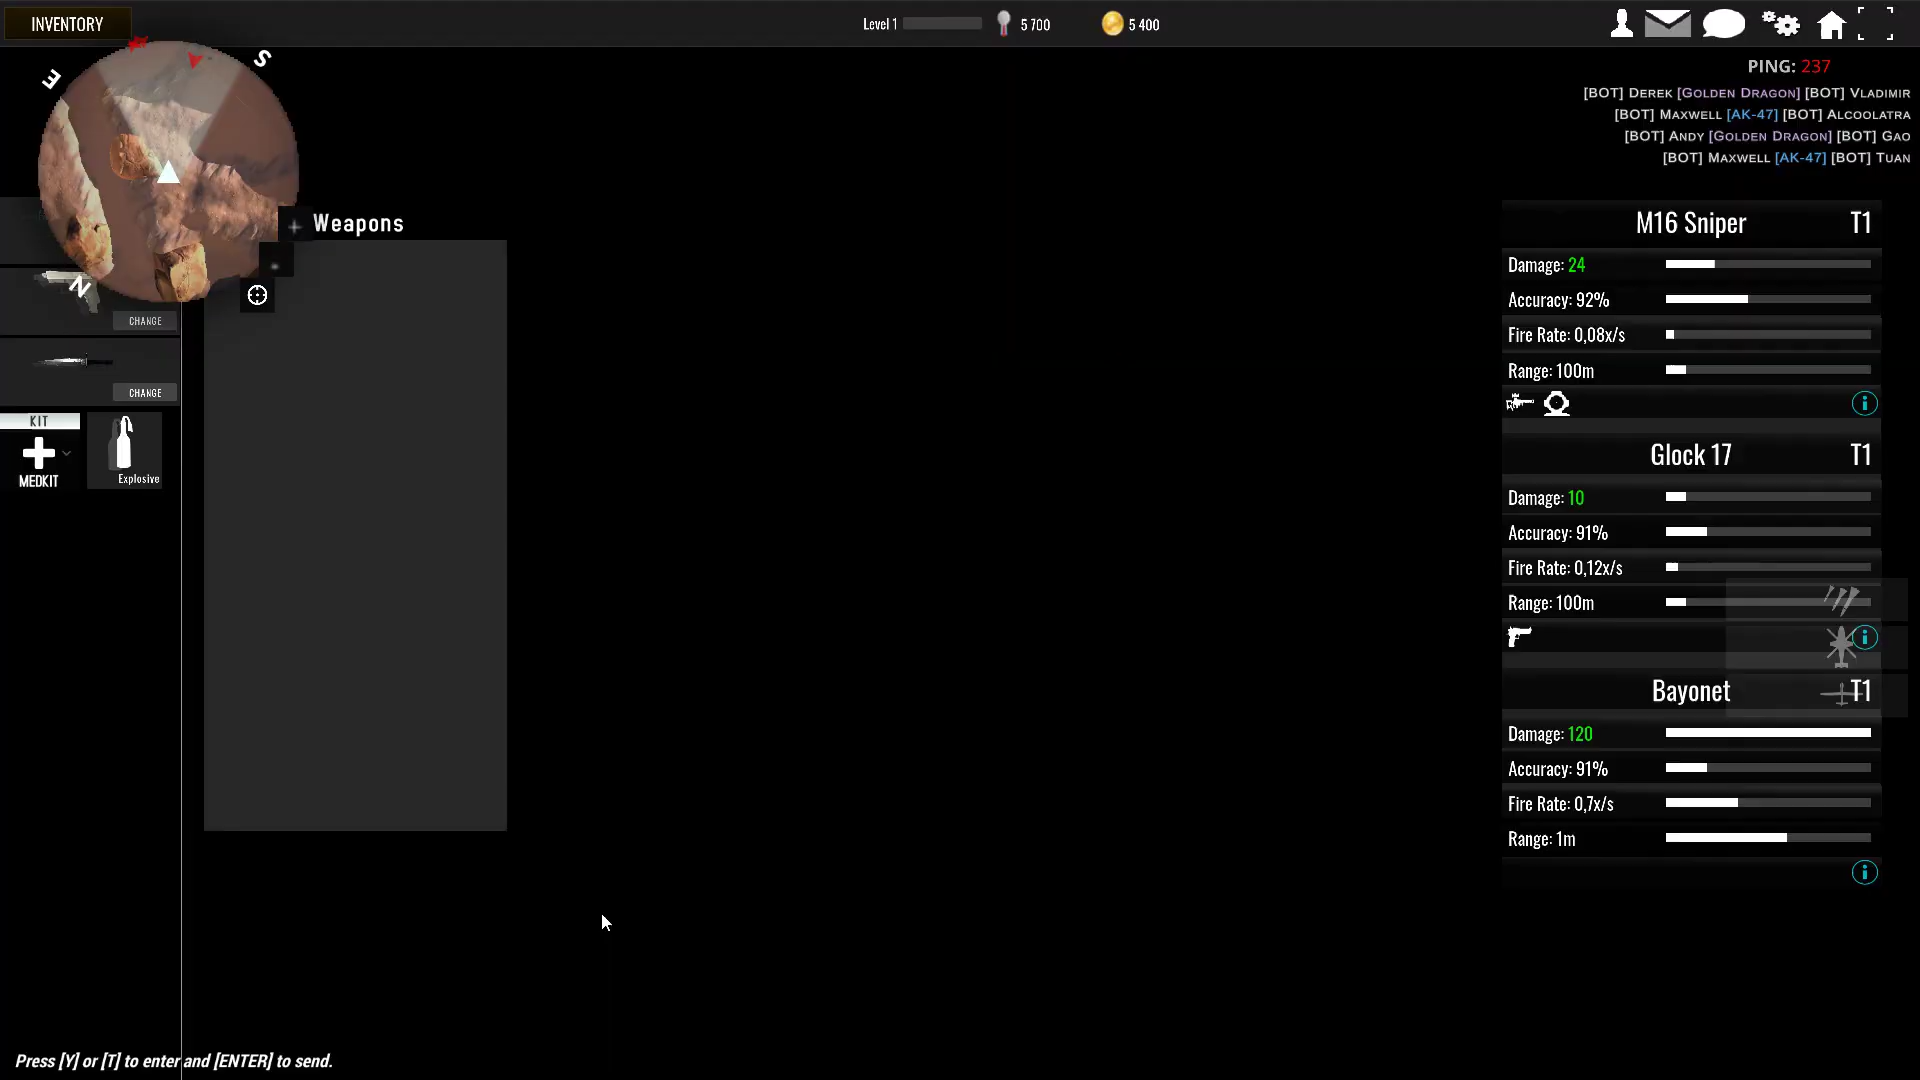 INVENTORY
Level 1
5 700
5 400
PING: 237
[BOT] Derek [Golden Dragon] [BOT] Vladimir
[BOT] Maxwell [AK-47] [BOT] Alcoolatra
[BOT] Andy [Golden Dragon] [BOT] Gao
[BOT] Maxwell [AK-47] [BOT] Tuan
E
S
N
Weapons
CHANGE
CHANGE
KIT
MEDKIT
Explosive
M16 Sniper T1
Damage: 24
Accuracy: 92%
Fire Rate: 0,08x/s
Range: 100m
Glock 17 T1
Damage: 10
Accuracy: 91%
Fire Rate: 0,12x/s
Range: 100m
Bayonet T1
Damage: 120
Accuracy: 91%
Fire Rate: 0,7x/s
Range: 1m
Press [Y] or [T] to enter and [ENTER] to send.